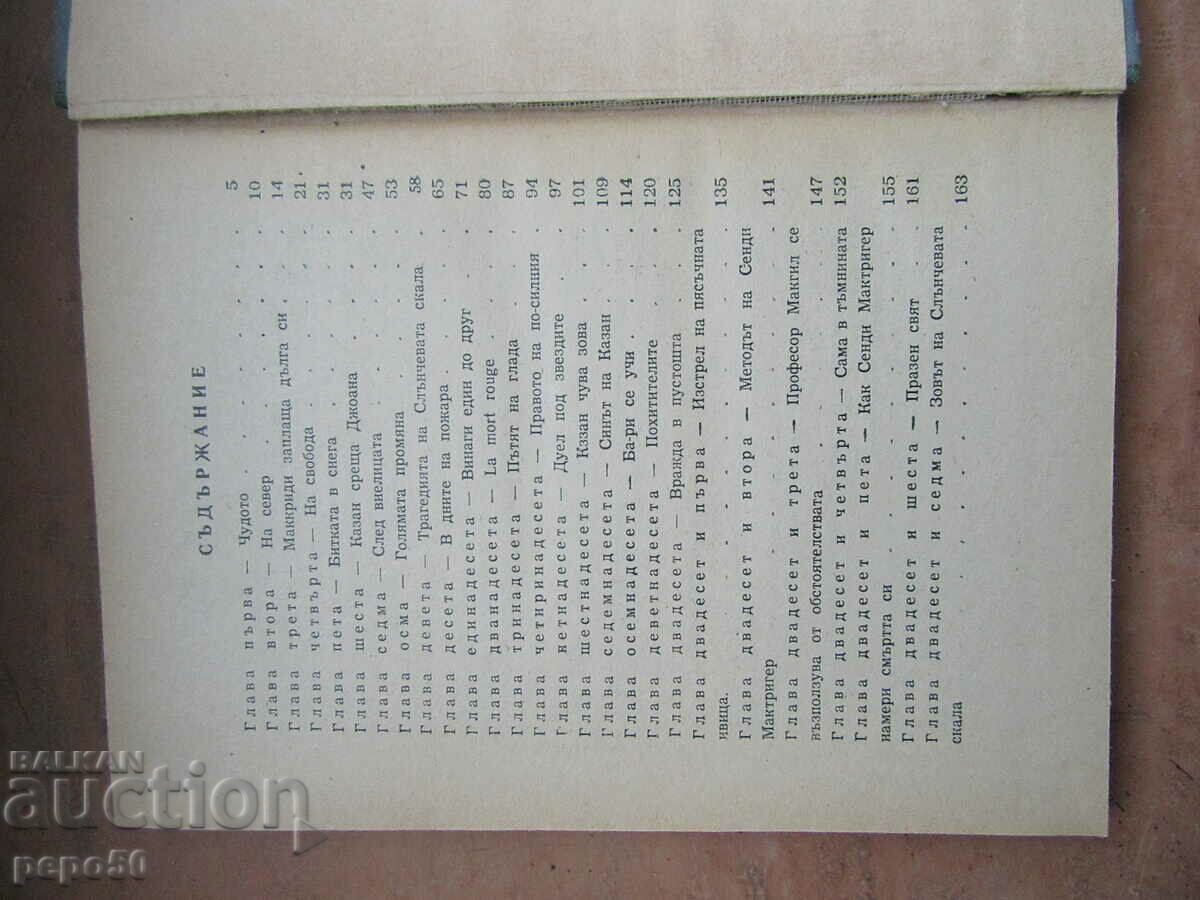 СЪДЪРЖАНИЕ
Глава първа — Чудото . . . . . . . 5
Глава втора — На север . . . . . . 10
Глава трета — Маккриди заплаща дълга си . . . 14
Глава четвърта — На свобода . . . . . 21
Глава пета — Битката в снега . . . . . 31
Глава шеста — Казан среща Джоана . . . . 31
Глава седма — След виелицата . . . . . 47
Глава осма — Голямата промяна . . . . . 53
Глава девета — Трагедията на Слънчевата скала . 58
Глава десета — В дните на пожара . . . . 65
Глава единадесета — Винаги един до друг . . 71
Глава дванадесета — La mort rouge . . . . 80
Глава тринадесета — Пътят на глада . . . 87
Глава четиринадесета — Правото на по-силния . 94
Глава петнадесета — Дуел под звездите . . . 97
Глава шестнадесета — Казан чува зова . . . 101
Глава седемнадесета — Синът на Казан . . . 109
Глава осемнадесета — Ба-ри се учи . . . . 114
Глава деветнадесета — Похитителите . . . 120
Глава двадесета — Вражда в пустошта . . . 125
Глава двадесет и първа — Изстрел на пясъчната
ивица. . . . . . . . . . 135
Глава двадесет и втора — Методът на Сенди
Мактригер . . . . . . . . . 141
Глава двадесет и трета — Професор Макгил се
възползува от обстоятелствата . . . . . 147
Глава двадесет и четвърта — Сама в тъмнината 152
Глава двадесет и пета — Как Сенди Мактригер
намери смъртта си . . . . . . . 155
Глава двадесет и шеста — Празен свят . . 161
Глава двадесет и седма — Зовът на Слънчевата
скала . . . . . . . . . . 163
BALKAN
auction
pepo50